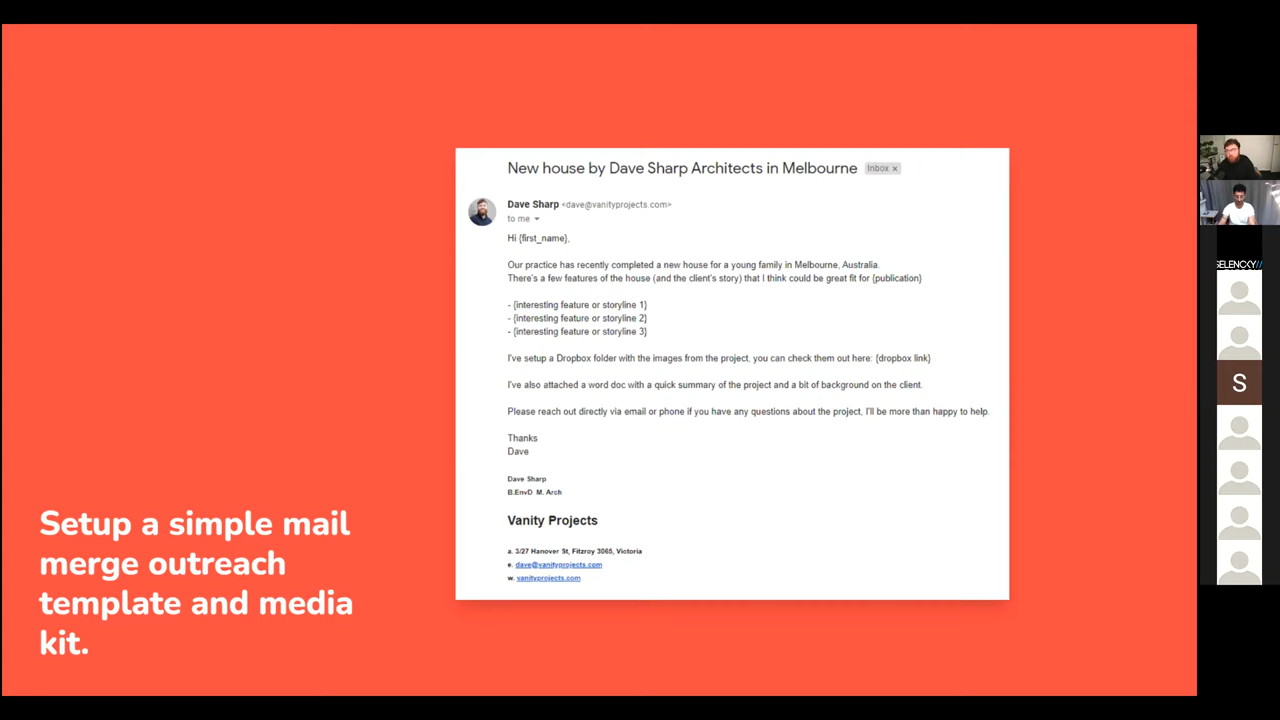 New house by Dave Sharp Architects in Melbourne Inbox x
Dave Sharp <dave@vanityprojects.com>
to me
Hi {first_name},
Our practice has recently completed a new house for a young family in Melbourne, Australia.
There's a few features of the house (and the client's story) that I think could be great fit for {publication}
- {interesting feature or storyline 1}
- {interesting feature or storyline 2}
- {interesting feature or storyline 3}
I've setup a Dropbox folder with the images from the project, you can check them out here: {dropbox link}
I've also attached a word doc with a quick summary of the project and a bit of background on the client.
Please reach out directly via email or phone if you have any questions about the project, I'll be more than happy to help.
Thanks
Dave
Dave Sharp
B.EnvD M. Arch
Vanity Projects
a. 3/27 Hanover St, Fitzroy 3065, Victoria
e. dave@vanityprojects.com
w. vanityprojects.com
Setup a simple mail
merge outreach
template and media
kit.
S